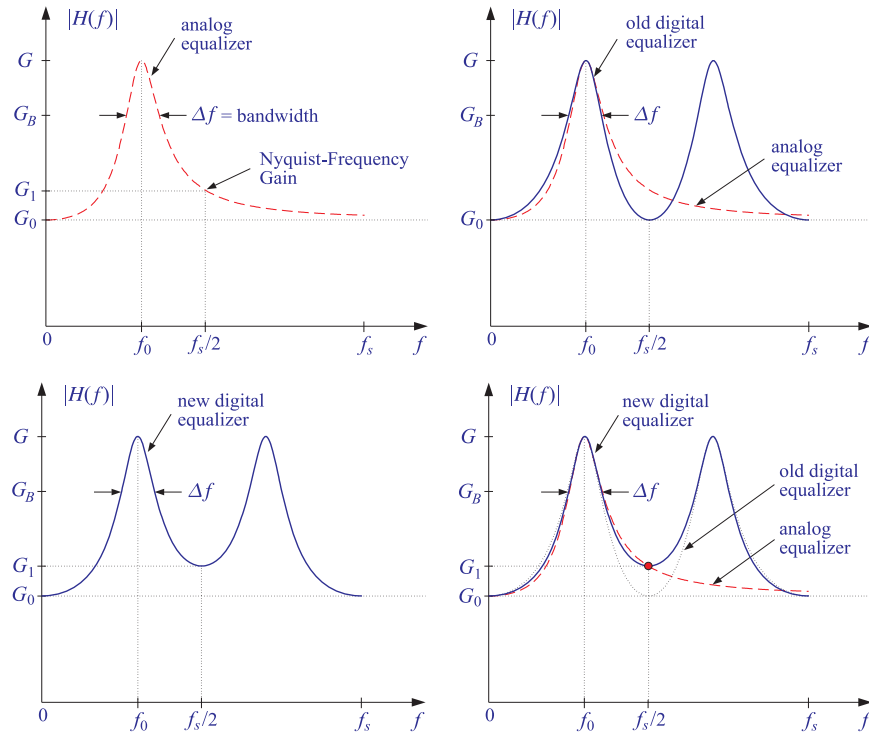 |H(f)|
analog
equalizer
G
G_B
Δf = bandwidth
Nyquist-Frequency
Gain
G_1
G_0
0
f_0
f_s/2
f_s
f
|H(f)|
old digital
equalizer
G
G_B
Δf
analog
equalizer
G_0
0
f_0
f_s/2
f_s
f
|H(f)|
new digital
equalizer
G
G_B
Δf
G_1
G_0
0
f_0
f_s/2
f_s
f
|H(f)|
new digital
equalizer
G
old digital
equalizer
G_B
Δf
analog
equalizer
G_1
G_0
0
f_0
f_s/2
f_s
f